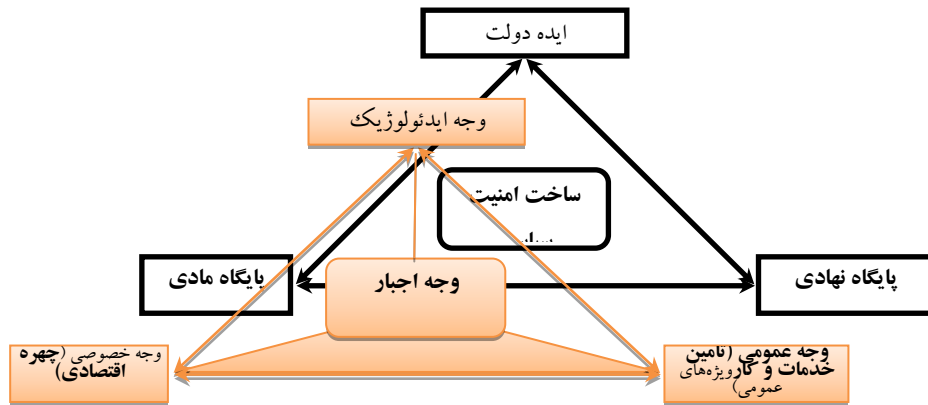 ایده دولت
وجه ایدئولوژیک
ساخت امنیت
پایگاه مادی
وجه اجبار
پایگاه نهادی
وجه خصوصی (چهره
اقتصادی)
وجه عمومی (تامین
خدمات و کارویژه‌های
عمومی)